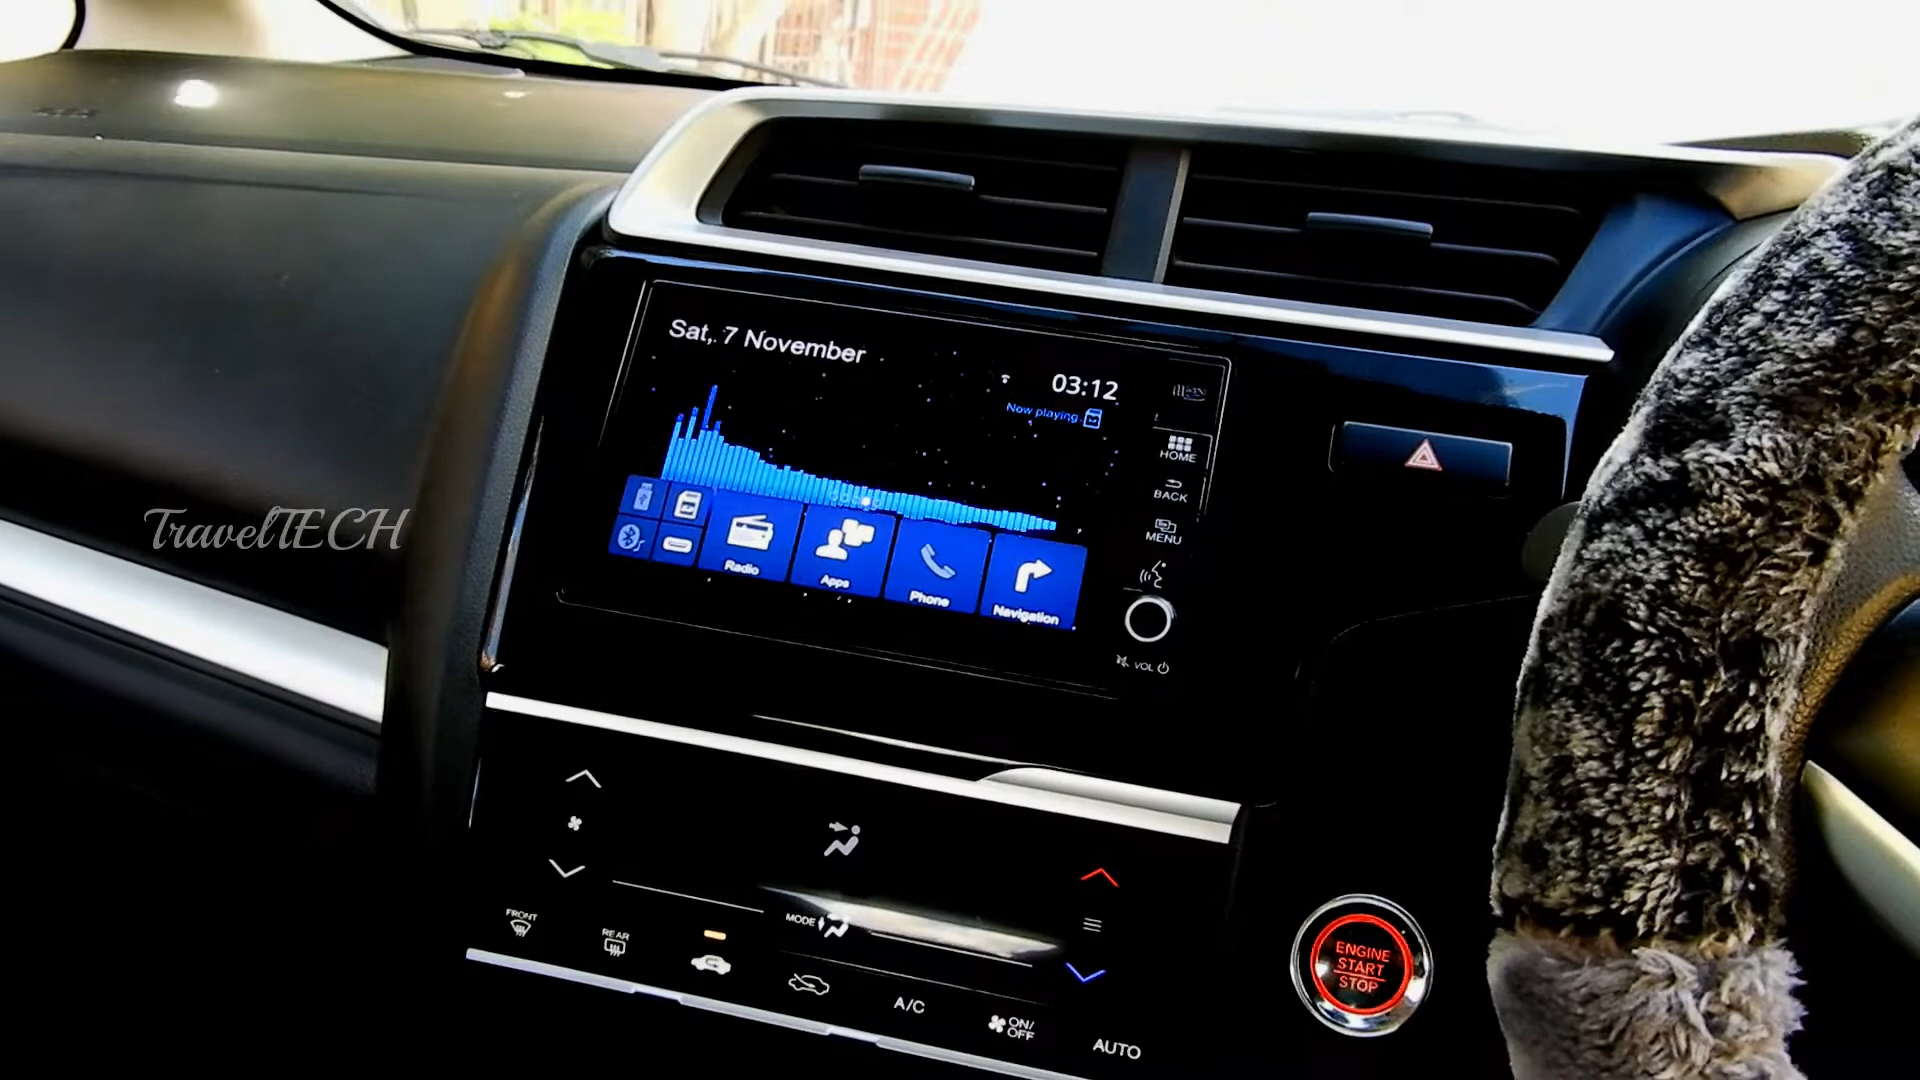 Sat, 7 November
03:12
Now playing
HOME
BACK
MENU
TravelTECH
Radio
Apps
Phone
Navigation
VOL
FRONT
REAR
MODE
A/C
ON/
OFF
AUTO
ENGINE
START
STOP